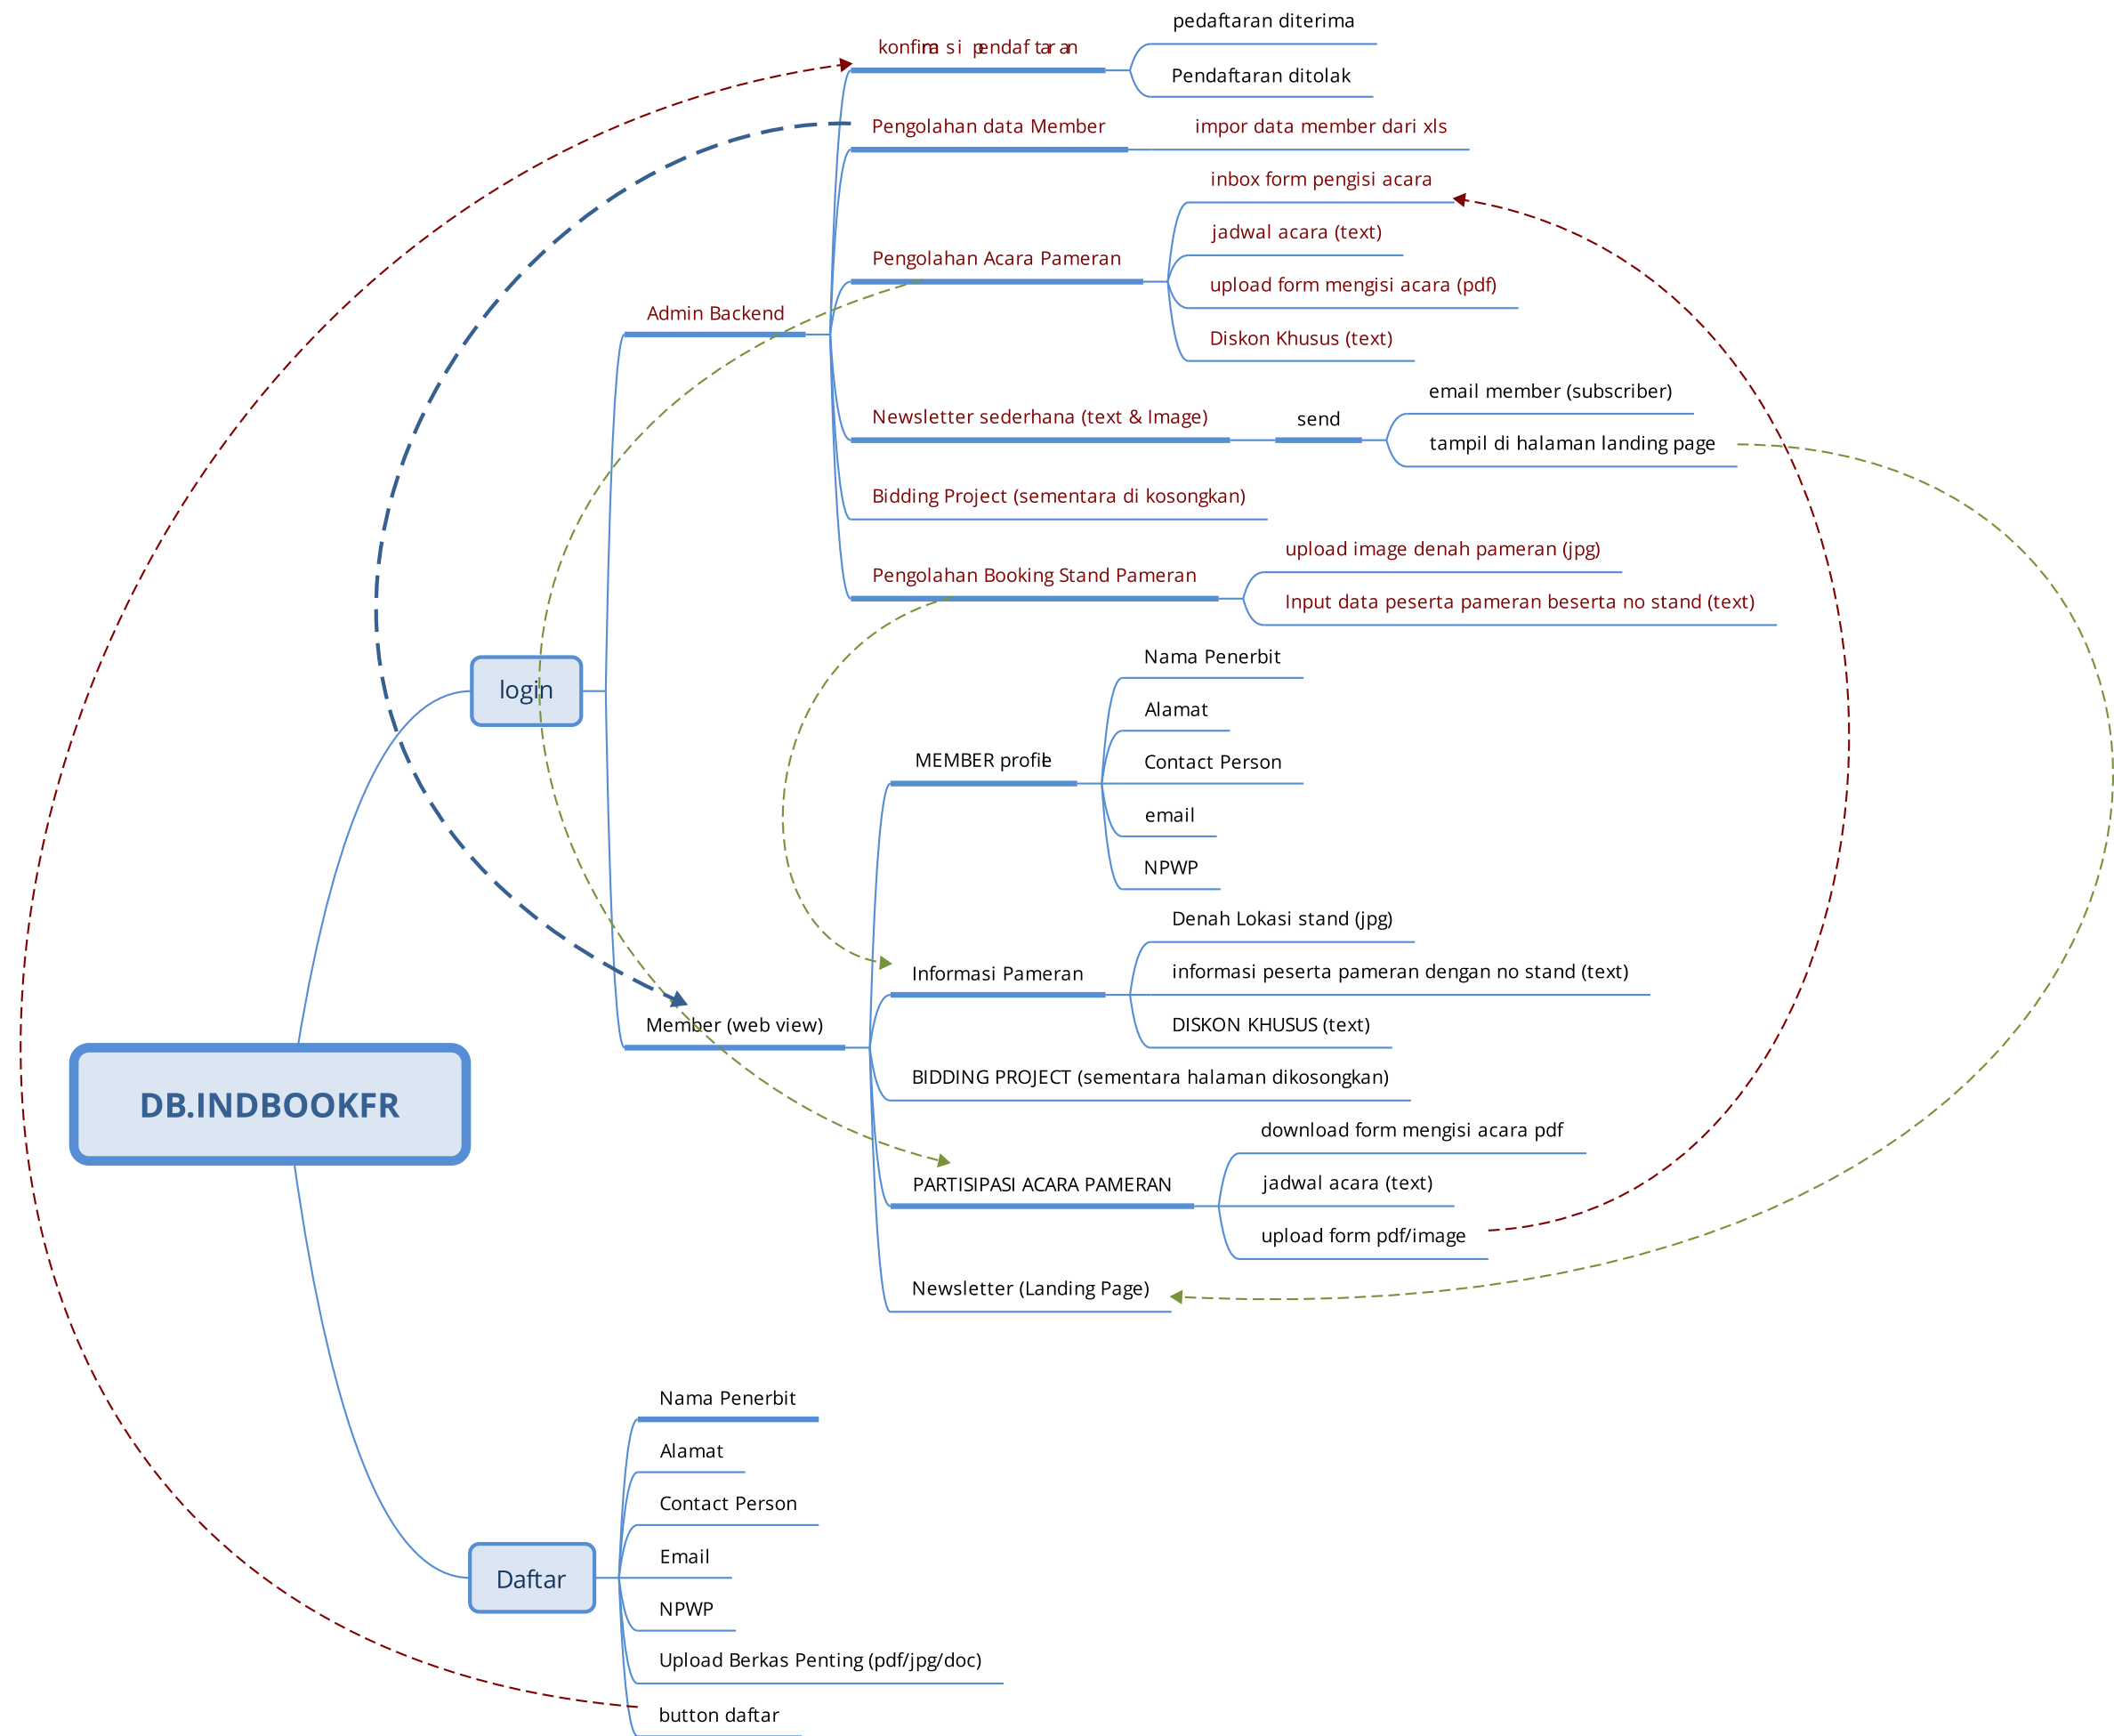 pedaftaran diterima
konfirmasi pendaftaran
Pendaftaran ditolak
Pengolahan data Member
impor data member dari xls
inbox form pengisi acara
jadwal acara (text)
Pengolahan Acara Pameran
upload form mengisi acara (pdf)
Diskon Khusus (text)
Admin Backend
email member (subscriber)
Newsletter sederhana (text & Image)
send
tampil di halaman landing page
Bidding Project (sementara di kosongkan)
upload image denah pameran (jpg)
Pengolahan Booking Stand Pameran
Input data peserta pameran beserta no stand (text)
login
Nama Penerbit
Alamat
MEMBER profile
Contact Person
email
NPWP
Denah Lokasi stand (jpg)
Informasi Pameran
informasi peserta pameran dengan no stand (text)
DISKON KHUSUS (text)
Member (web view)
BIDDING PROJECT (sementara halaman dikosongkan)
DB.INDBOOKFR
download form mengisi acara pdf
PARTISIPASI ACARA PAMERAN
jadwal acara (text)
upload form pdf/image
Newsletter (Landing Page)
Nama Penerbit
Alamat
Contact Person
Email
Daftar
NPWP
Upload Berkas Penting (pdf/jpg/doc)
button daftar